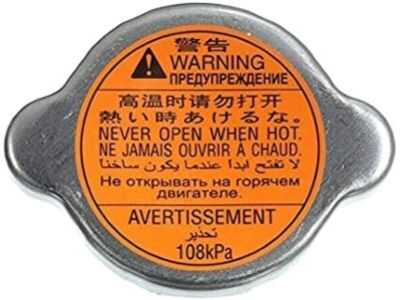 警告
WARNING
ПРЕДУПРЕЖДЕНИЕ
高温时请勿打开
熱い時あけるな。
NEVER OPEN WHEN HOT.
NE JAMAIS OUVRIR À CHAUD.
لا تفتح ابدا عندما يكون ساخنا
Не открывать на горячем
двигателе.
AVERTISSEMENT
تحذير
108kPa